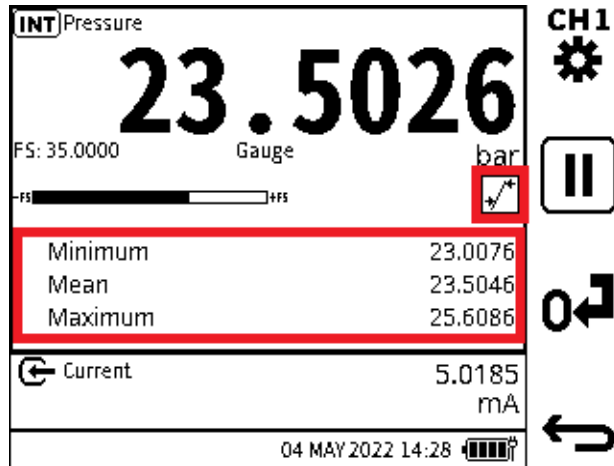 INT Pressure
CH1
23.5026
FS: 35.0000 Gauge bar
-FS +FS
Minimum 23.0076
Mean 23.5046
Maximum 25.6086
0
Current 5.0185
mA
04 MAY 2022 14:28